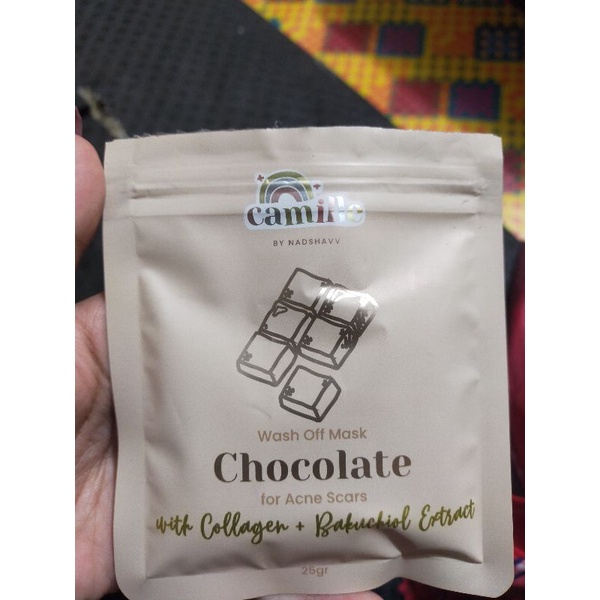 camille
BY NADSHAVV
Wash Off Mask
Chocolate
for Acne Scars
with Collagen + Bakuchiol Extract
25gr